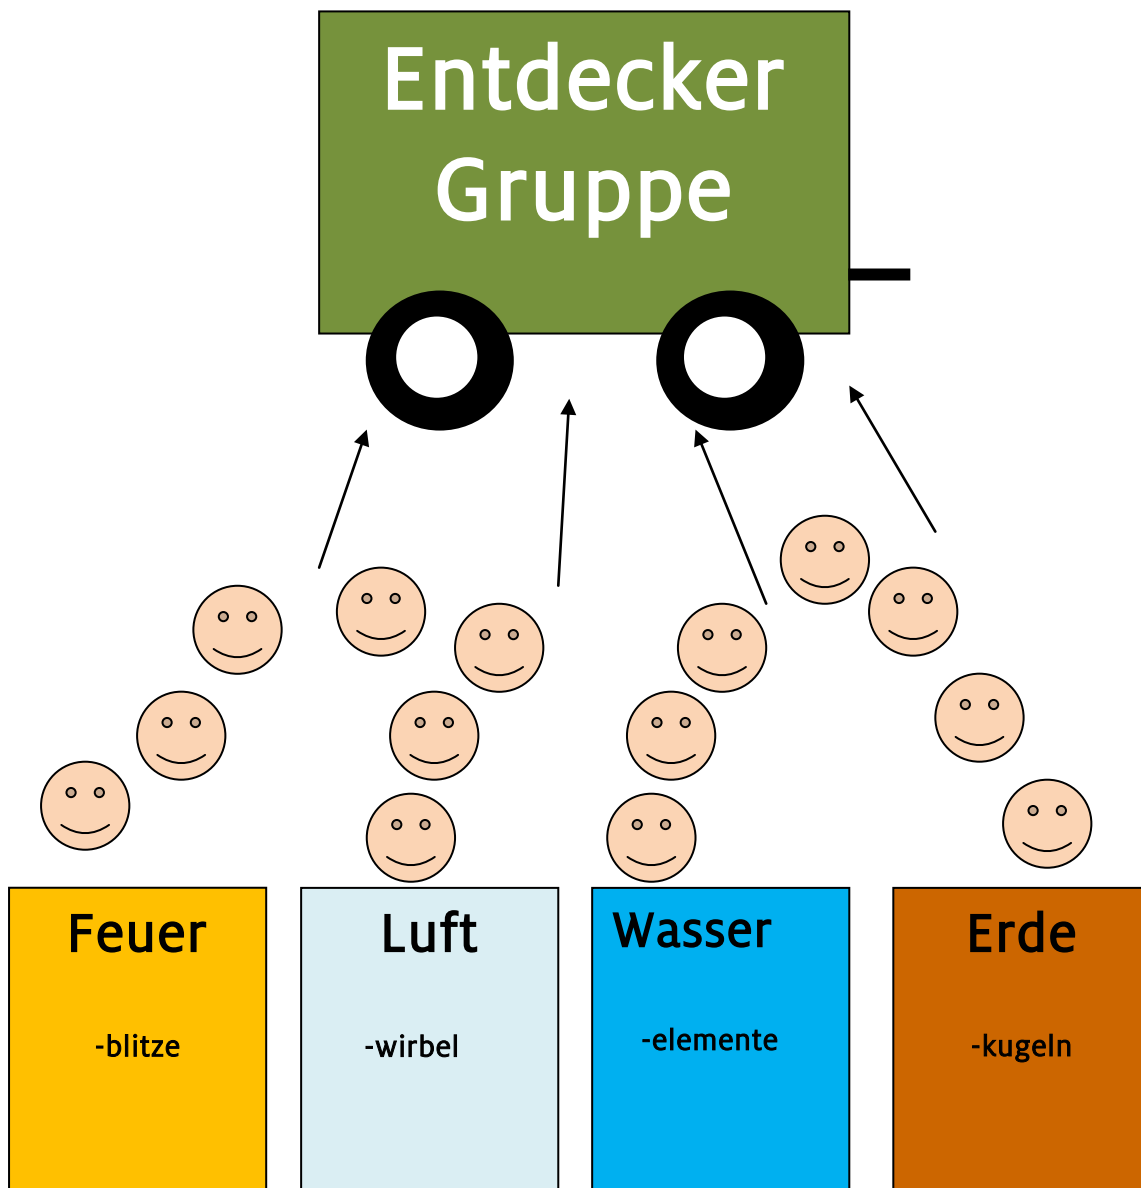 Entdecker
Gruppe
Feuer
-blitze
Luft
-wirbel
Wasser
-elemente
Erde
-kugeln